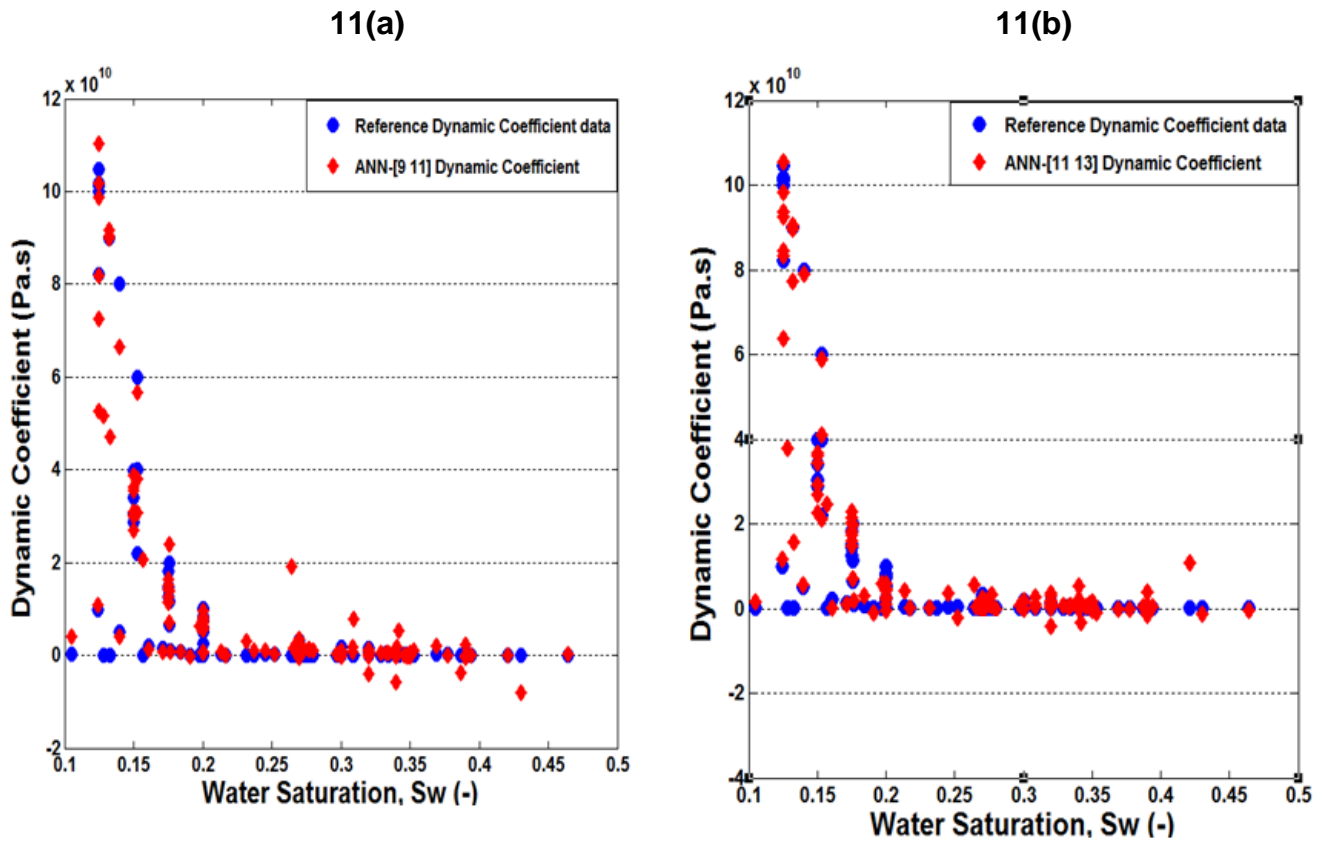 11(a)
11(b)
x 10^10
12
10
8
6
4
2
0
-2
0.1 0.15 0.2 0.25 0.3 0.35 0.4 0.45 0.5
Dynamic Coefficient (Pa.s)
Water Saturation, Sw (-)
Reference Dynamic Coefficient data
ANN-[9 11] Dynamic Coefficient
x 10^10
12
10
8
6
4
2
0
-2
-4
0.1 0.15 0.2 0.25 0.3 0.35 0.4 0.45 0.5
Dynamic Coefficient (Pa.s)
Water Saturation, Sw (-)
Reference Dynamic Coefficient data
ANN-[11 13] Dynamic Coefficient